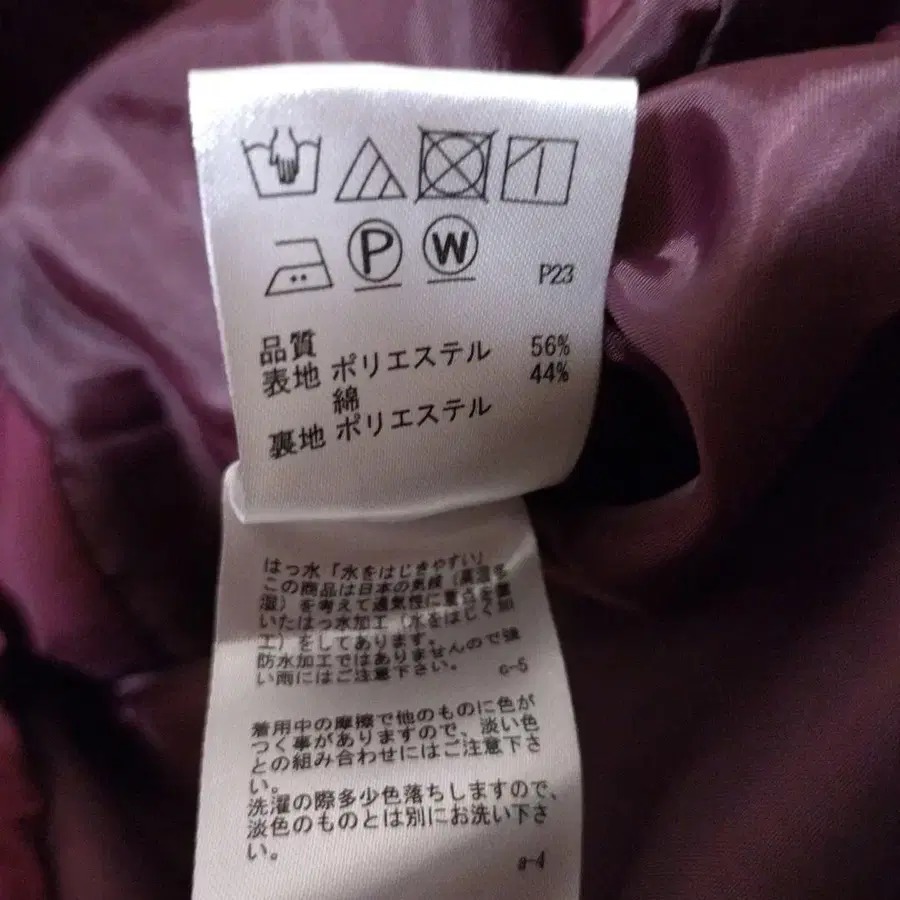 P
W
P23
品質
表地 ポリエステル 56%
綿 44%
裏地 ポリエステル
はっ水「水をはじきやすい」
この商品は日本の気候（高温多
湿）を考えて通気性に重点を置
いたはっ水加工（水をはじく加
工）をしてあります。
防水加工ではありませんので強
い雨にはご注意下さい。 c-5
着用中の摩擦で他のものに色が
つく事がありますので、淡い色
との組み合わせにはご注意下さ
い。
洗濯の際多少色落ちしますので、
淡色のものとは別にお洗い下さ
い。
a-4